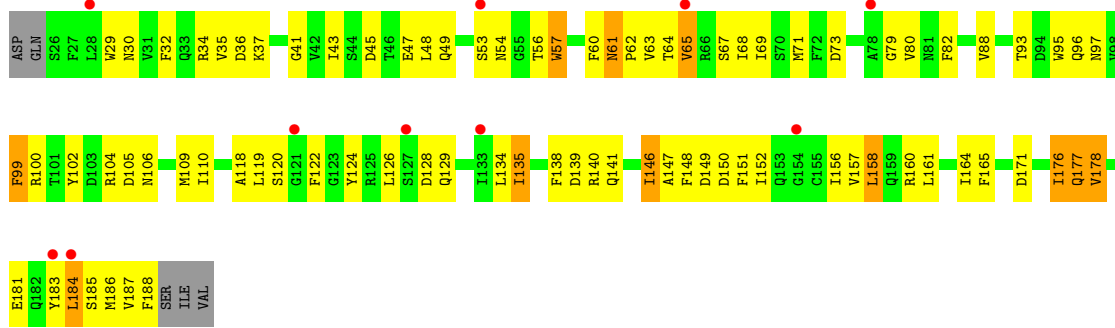 ASP GLN S26 F27 L28 W29 N30 V31 F32 Q33 R34 V35 D36 K37 G41 V42 I43 S44 D45 T46 E47 L48 Q49 S53 N54 G55 T56 W57 F60 N61 P62 V63 T64 V65 R66 S67 I68 I69 S70 M71 F72 D73 A78 G79 V80 N81 F82 V88 T93 D94 W95 Q96 N97 V98
F99 R100 T101 Y102 D103 R104 D105 N106 M109 I110 A118 L119 S120 G121 F122 G123 Y124 R125 L126 S127 D128 Q129 I133 L134 I135 F138 D139 R140 Q141 I146 A147 F148 D149 D150 F151 I152 Q153 G154 C155 I156 V157 L158 Q159 R160 L161 I164 F165 D171 I176 Q177 V178
E181 Q182 Y183 L184 S185 M186 V187 F188 SER ILE VAL